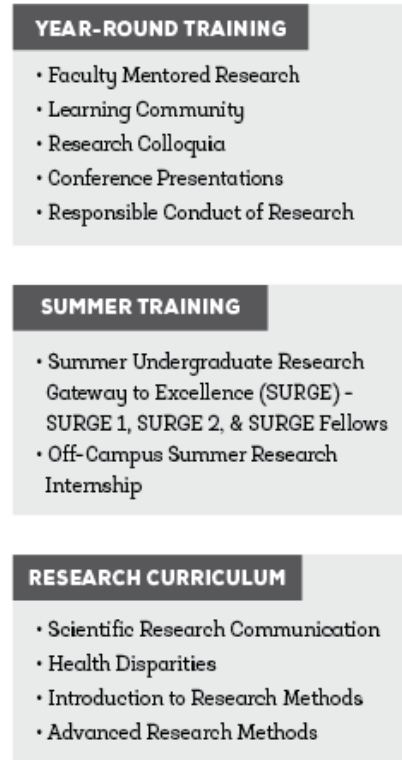 YEAR-ROUND TRAINING
• Faculty Mentored Research
• Learning Community
• Research Colloquia
• Conference Presentations
• Responsible Conduct of Research
SUMMER TRAINING
• Summer Undergraduate Research
Gateway to Excellence (SURGE) -
SURGE 1, SURGE 2, & SURGE Fellows
• Off-Campus Summer Research
Internship
RESEARCH CURRICULUM
• Scientific Research Communication
• Health Disparities
• Introduction to Research Methods
• Advanced Research Methods